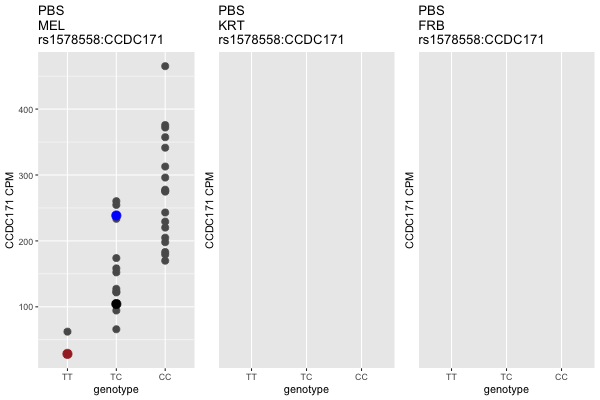 PBS
MEL
rs1578558:CCDC171
PBS
KRT
rs1578558:CCDC171
PBS
FRB
rs1578558:CCDC171
CCDC171 CPM
400
300
200
100
TT
TC
CC
genotype
CCDC171 CPM
TT
TC
CC
genotype
CCDC171 CPM
TT
TC
CC
genotype